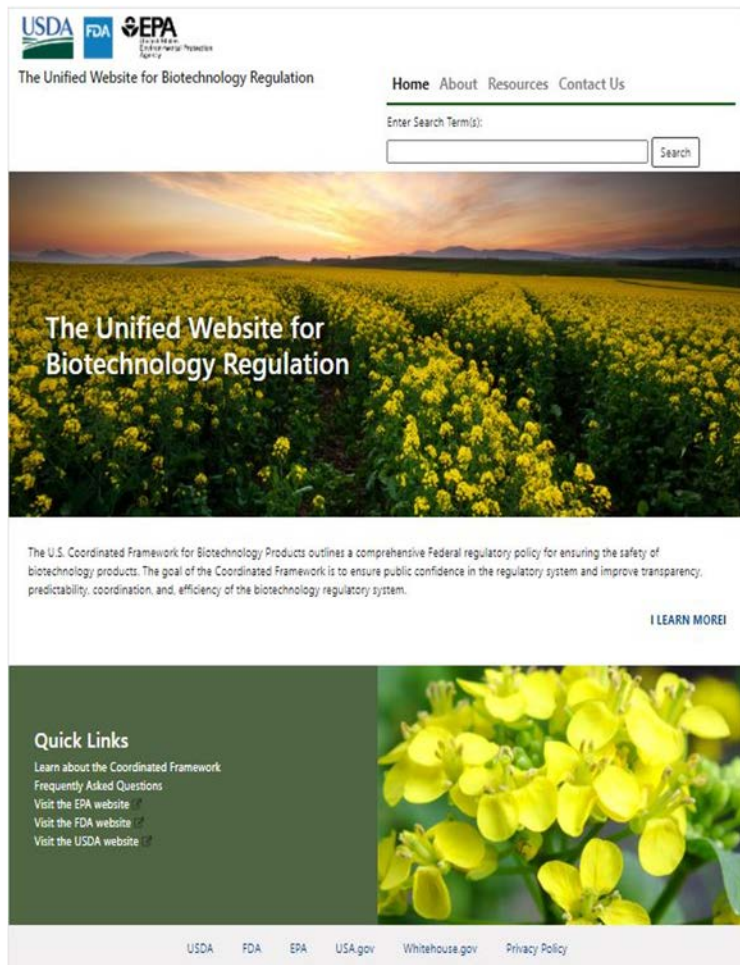 USDA
FDA
EPA
United States
Environmental Protection
Agency
The Unified Website for Biotechnology Regulation
Home About Resources Contact Us
Enter Search Term(s):
Search
The Unified Website for
Biotechnology Regulation
The U.S. Coordinated Framework for Biotechnology Products outlines a comprehensive Federal regulatory policy for ensuring the safety of
biotechnology products. The goal of the Coordinated Framework is to ensure public confidence in the regulatory system and improve transparency,
predictability, coordination, and, efficiency of the biotechnology regulatory system.
| LEARN MORE|
Quick Links
Learn about the Coordinated Framework
Frequently Asked Questions
Visit the EPA website
Visit the FDA website
Visit the USDA website
USDA FDA EPA USA.gov Whitehouse.gov Privacy Policy